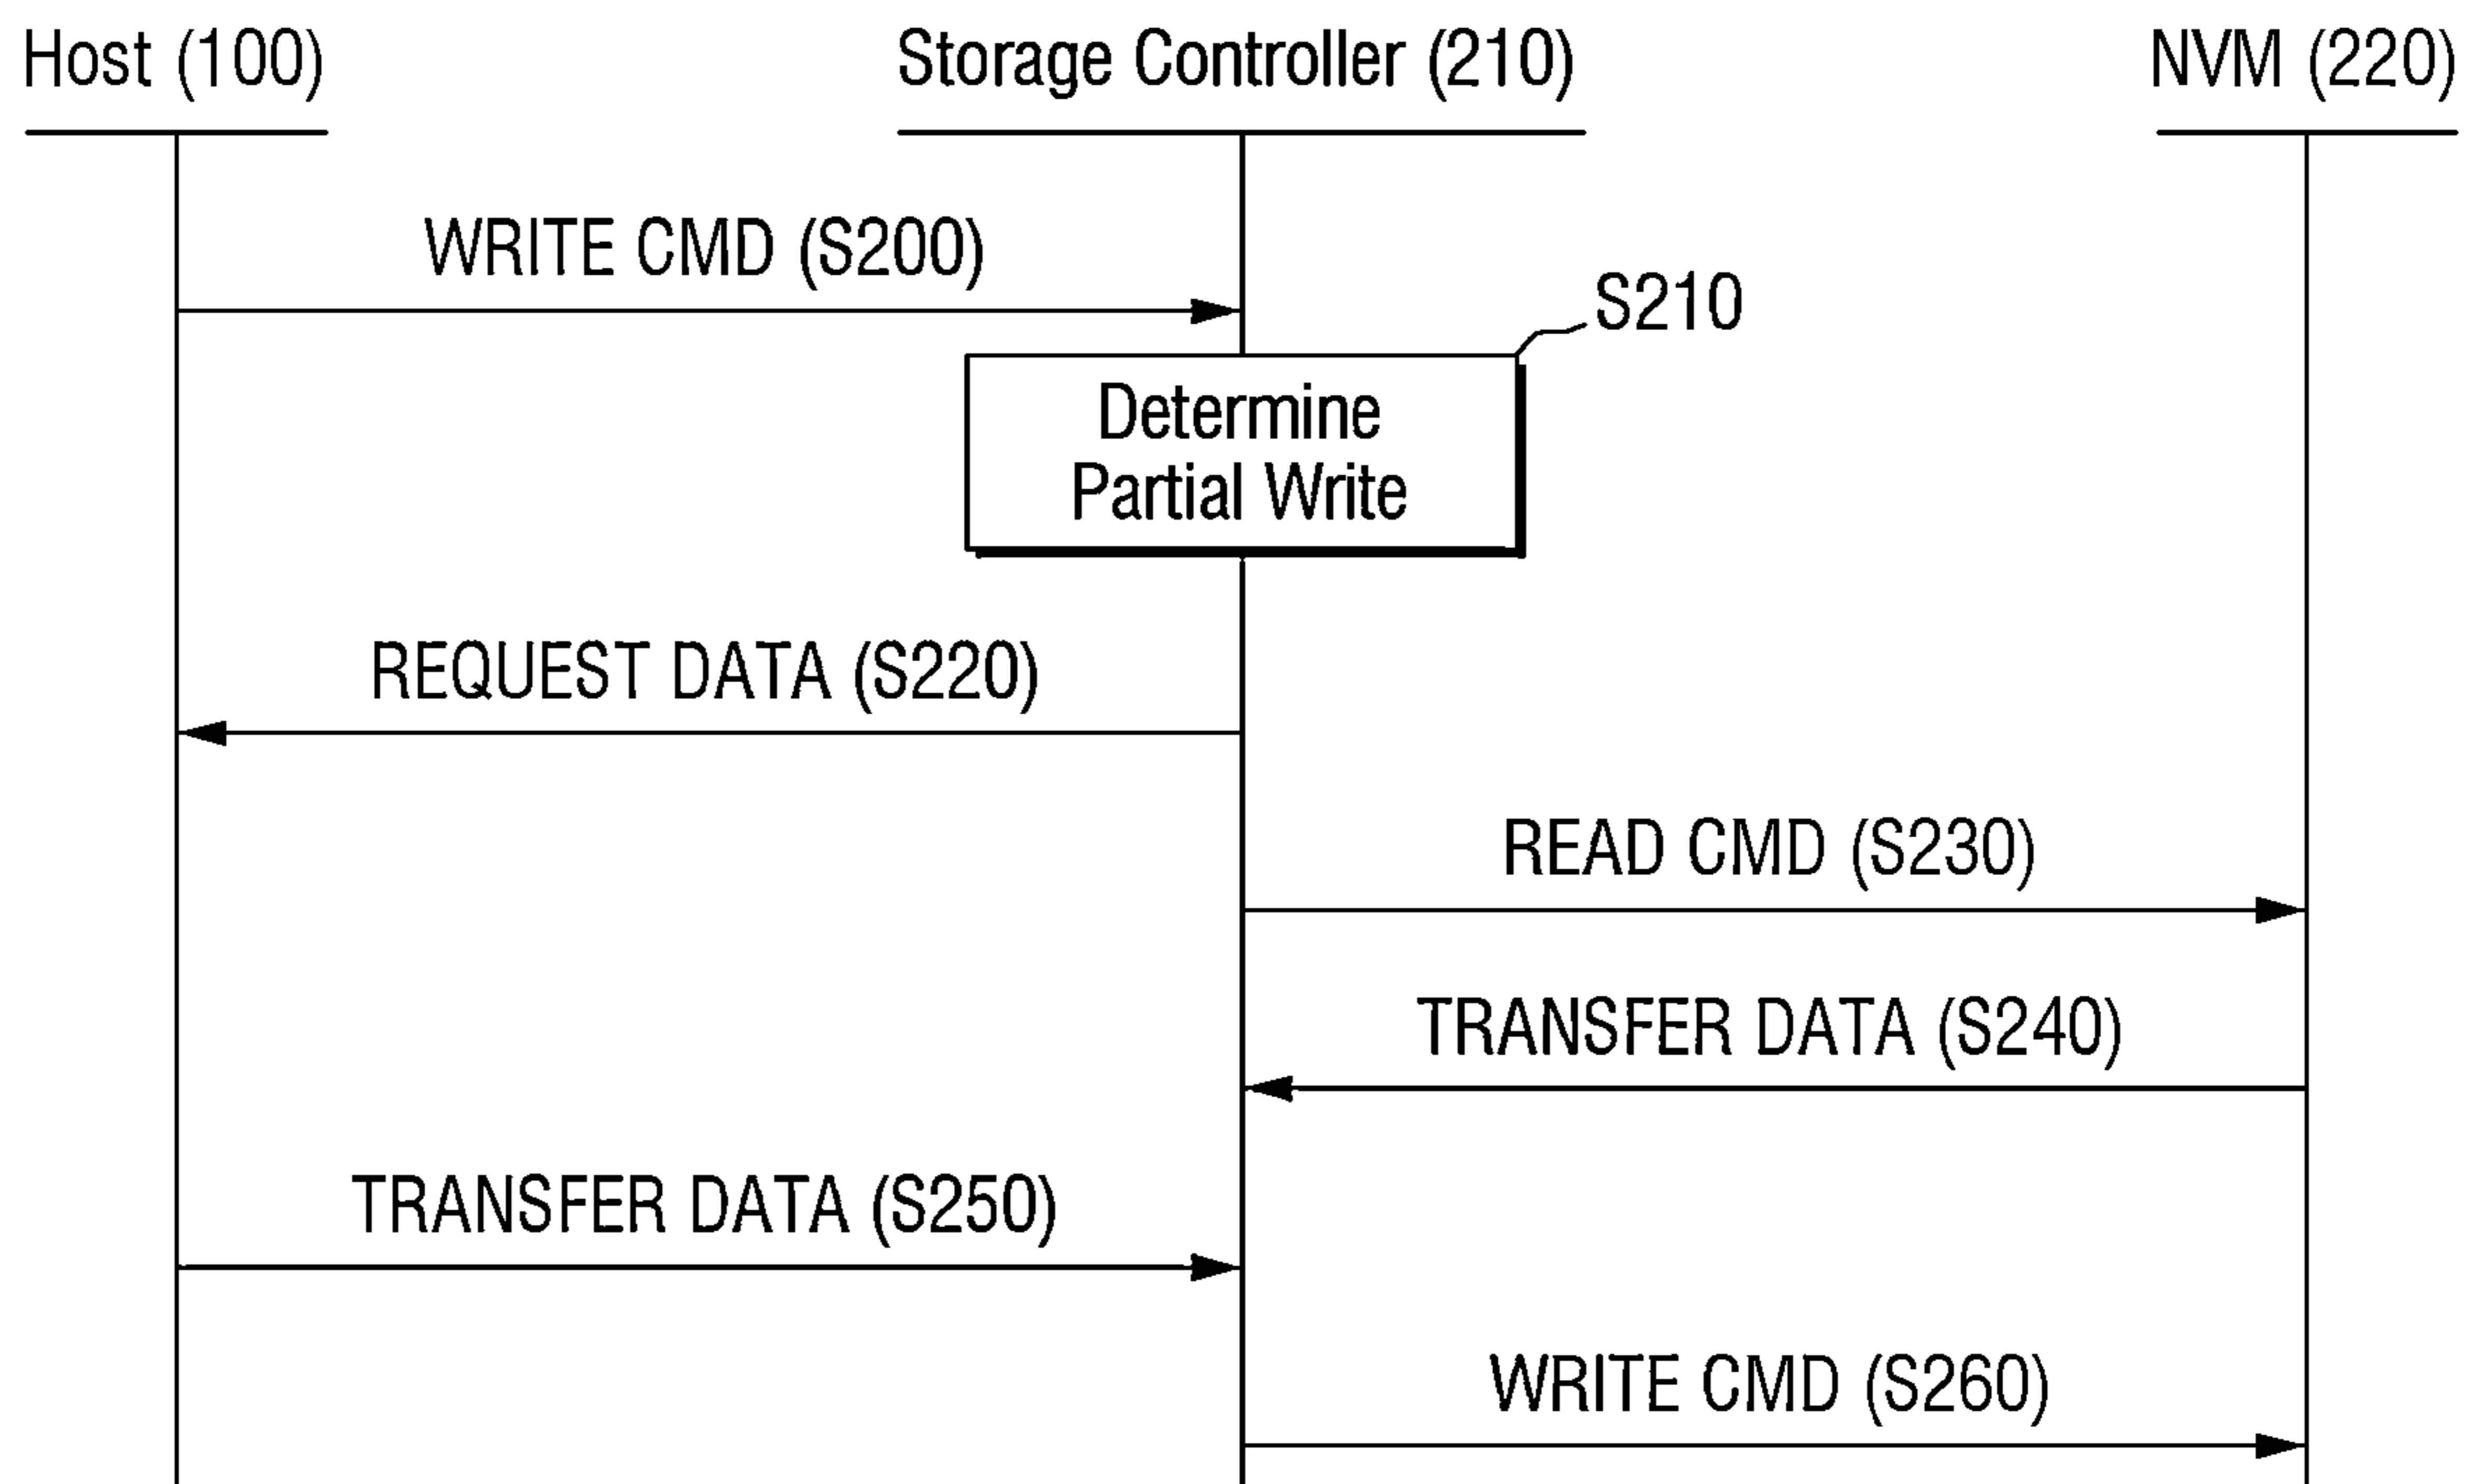 Host (100)
Storage Controller (210)
NVM (220)
WRITE CMD (S200)
S210
Determine
Partial Write
REQUEST DATA (S220)
READ CMD (S230)
TRANSFER DATA (S240)
TRANSFER DATA (S250)
WRITE CMD (S260)